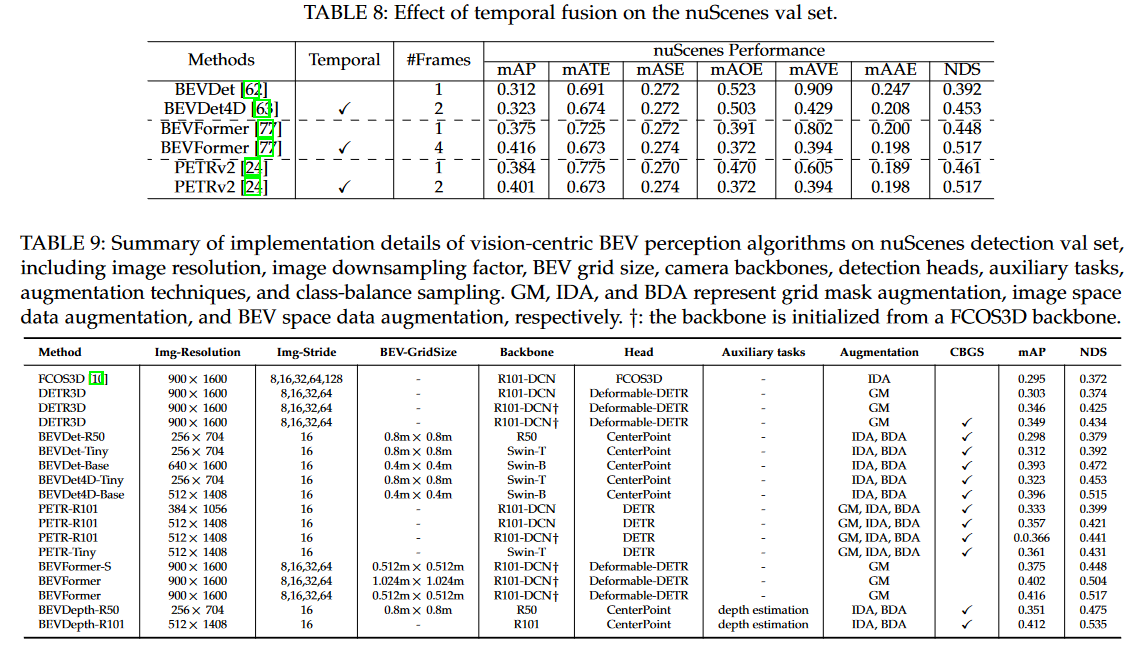 TABLE 8: Effect of temporal fusion on the nuScenes val set.
Methods Temporal #Frames nuScenes Performance
mAP mATE mASE mAOE mAVE mAAE NDS
BEVDet [62] 1 0.312 0.691 0.272 0.523 0.909 0.247 0.392
BEVDet4D [63] ✓ 2 0.323 0.674 0.272 0.503 0.429 0.208 0.453
BEVFormer [77] 1 0.375 0.725 0.272 0.391 0.802 0.200 0.448
BEVFormer [77] ✓ 4 0.416 0.673 0.274 0.372 0.394 0.198 0.517
PETRv2 [24] 1 0.384 0.775 0.270 0.470 0.605 0.189 0.461
PETRv2 [24] ✓ 2 0.401 0.673 0.274 0.372 0.394 0.198 0.517
TABLE 9: Summary of implementation details of vision-centric BEV perception algorithms on nuScenes detection val set,
including image resolution, image downsampling factor, BEV grid size, camera backbones, detection heads, auxiliary tasks,
augmentation techniques, and class-balance sampling. GM, IDA, and BDA represent grid mask augmentation, image space
data augmentation, and BEV space data augmentation, respectively. †: the backbone is initialized from a FCOS3D backbone.
Method Img-Resolution Img-Stride BEV-GridSize Backbone Head Auxiliary tasks Augmentation CBGS mAP NDS
FCOS3D [10] 900 × 1600 8,16,32,64,128 - R101-DCN FCOS3D - IDA 0.295 0.372
DETR3D 900 × 1600 8,16,32,64 - R101-DCN Deformable-DETR - GM 0.303 0.374
DETR3D 900 × 1600 8,16,32,64 - R101-DCN† Deformable-DETR - GM 0.346 0.425
DETR3D 900 × 1600 8,16,32,64 - R101-DCN† Deformable-DETR - GM ✓ 0.349 0.434
BEVDet-R50 256 × 704 16 0.8m × 0.8m R50 CenterPoint - IDA, BDA ✓ 0.298 0.379
BEVDet-Tiny 256 × 704 16 0.8m × 0.8m Swin-T CenterPoint - IDA, BDA ✓ 0.312 0.392
BEVDet-Base 640 × 1600 16 0.4m × 0.4m Swin-B CenterPoint - IDA, BDA ✓ 0.393 0.472
BEVDet4D-Tiny 256 × 704 16 0.8m × 0.8m Swin-T CenterPoint - IDA, BDA ✓ 0.323 0.453
BEVDet4D-Base 512 × 1408 16 0.4m × 0.4m Swin-B CenterPoint - IDA, BDA ✓ 0.396 0.515
PETR-R101 384 × 1056 16 - R101-DCN DETR - GM, IDA, BDA ✓ 0.333 0.399
PETR-R101 512 × 1408 16 - R101-DCN DETR - GM, IDA, BDA ✓ 0.357 0.421
PETR-R101 512 × 1408 16 - R101-DCN† DETR - GM, IDA, BDA ✓ 0.0.366 0.441
PETR-Tiny 512 × 1408 16 - Swin-T DETR - GM, IDA, BDA ✓ 0.361 0.431
BEVFormer-S 900 × 1600 8,16,32,64 0.512m × 0.512m R101-DCN† Deformable-DETR - GM 0.375 0.448
BEVFormer 900 × 1600 8,16,32,64 1.024m × 1.024m R101-DCN† Deformable-DETR - GM 0.402 0.504
BEVFormer 900 × 1600 8,16,32,64 0.512m × 0.512m R101-DCN† Deformable-DETR - GM 0.416 0.517
BEVDepth-R50 256 × 704 16 0.8m × 0.8m R50 CenterPoint depth estimation IDA, BDA ✓ 0.351 0.475
BEVDepth-R101 512 × 1408 16 - R101 CenterPoint depth estimation IDA, BDA ✓ 0.412 0.535